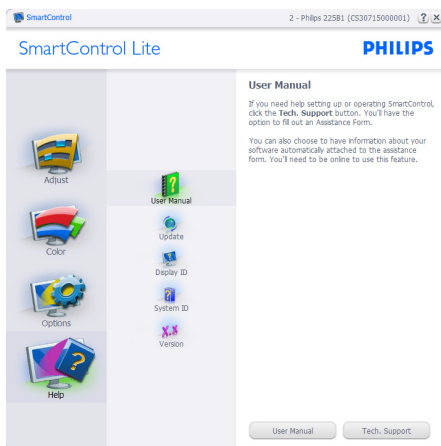 SmartControl
2 - Philips 225B1 (CS30715000001)
SmartControl Lite
PHILIPS
Adjust
Color
Options
Help
User Manual
Update
Display ID
System ID
X.X
Version
User Manual
If you need help setting up or operating SmartControl,
click the Tech. Support button. You'll have the
option to fill out an Assistance Form.
You can also choose to have information about your
software automatically attached to the assistance
form. You'll need to be online to use this feature.
User Manual
Tech. Support